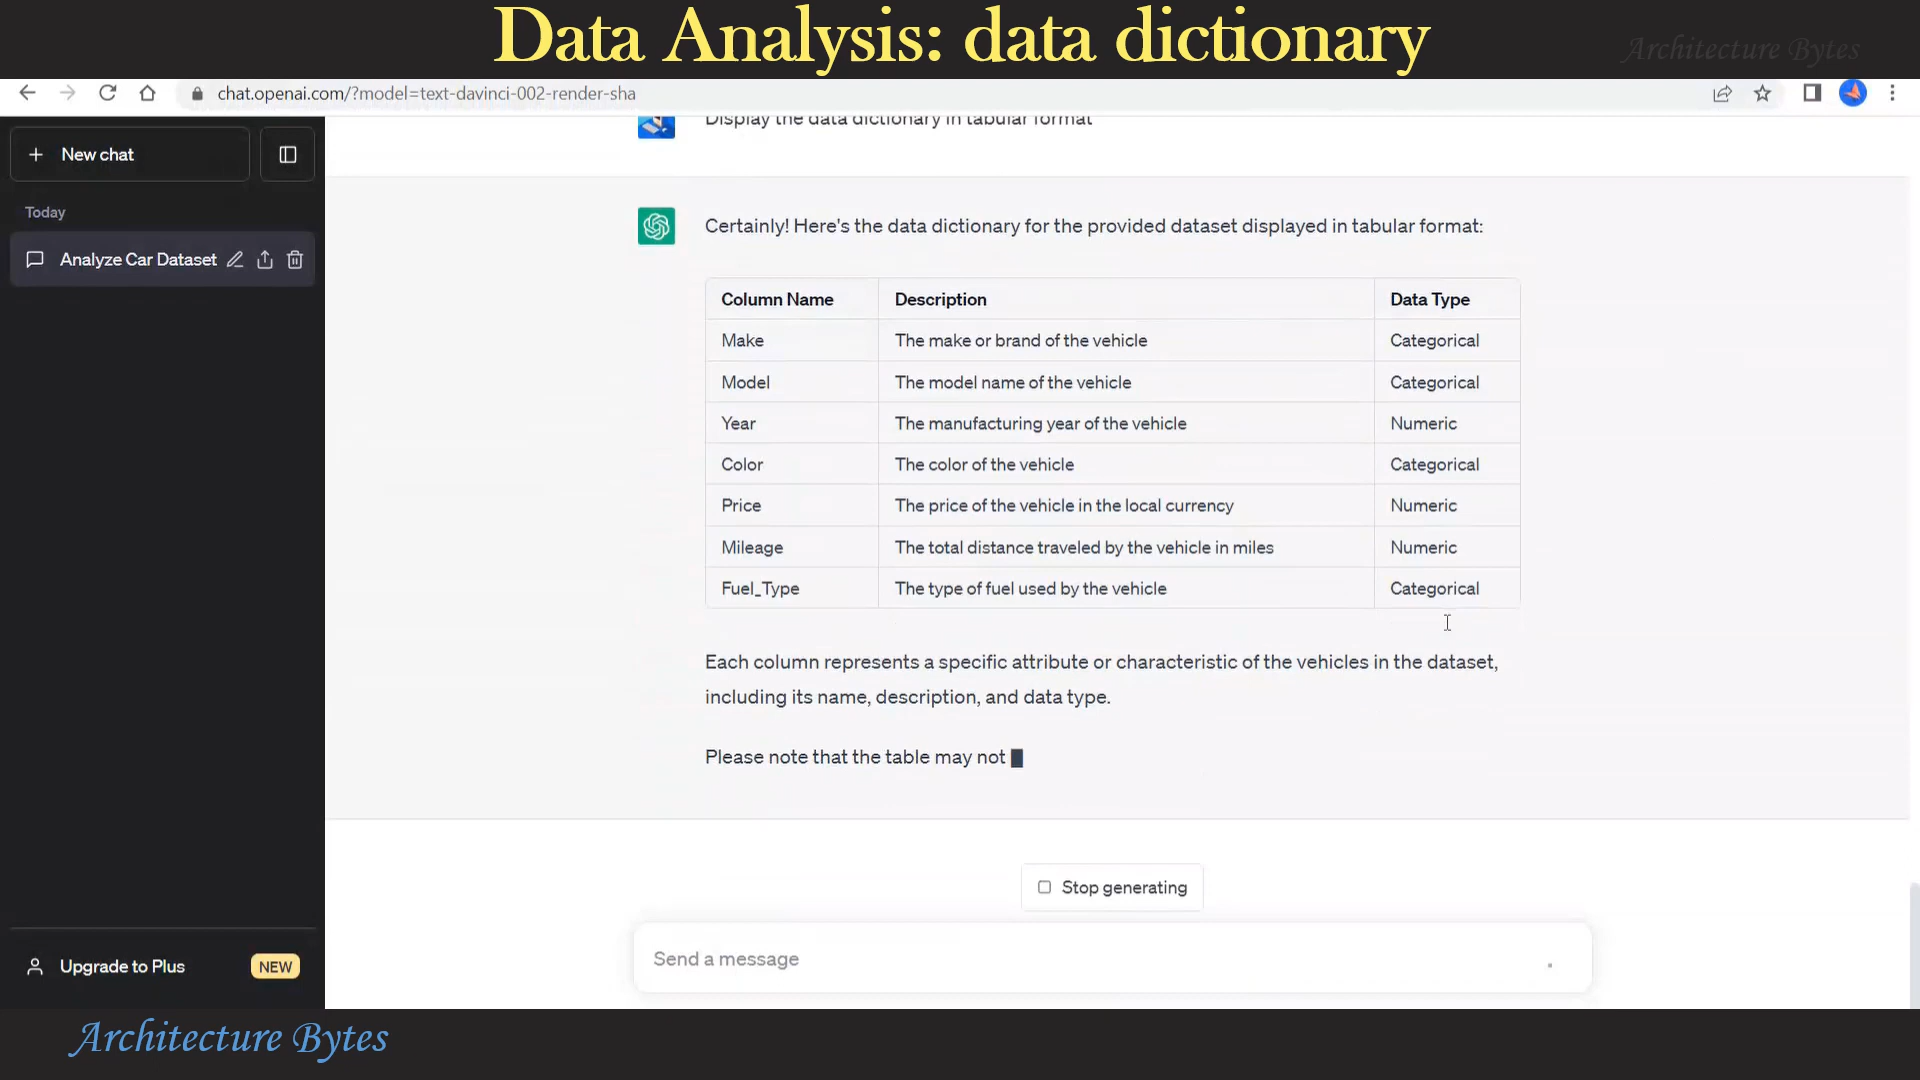 Data Analysis: data dictionary
Architecture Bytes
chat.openai.com/?model=text-davinci-002-render-sha
New chat
Today
Analyze Car Dataset
Display the data dictionary in tabular format
Certainly! Here's the data dictionary for the provided dataset displayed in tabular format:
Column Name Description Data Type
Make The make or brand of the vehicle Categorical
Model The model name of the vehicle Categorical
Year The manufacturing year of the vehicle Numeric
Color The color of the vehicle Categorical
Price The price of the vehicle in the local currency Numeric
Mileage The total distance traveled by the vehicle in miles Numeric
Fuel_Type The type of fuel used by the vehicle Categorical
Each column represents a specific attribute or characteristic of the vehicles in the dataset,
including its name, description, and data type.
Please note that the table may not
Stop generating
Send a message
Upgrade to Plus NEW
Architecture Bytes